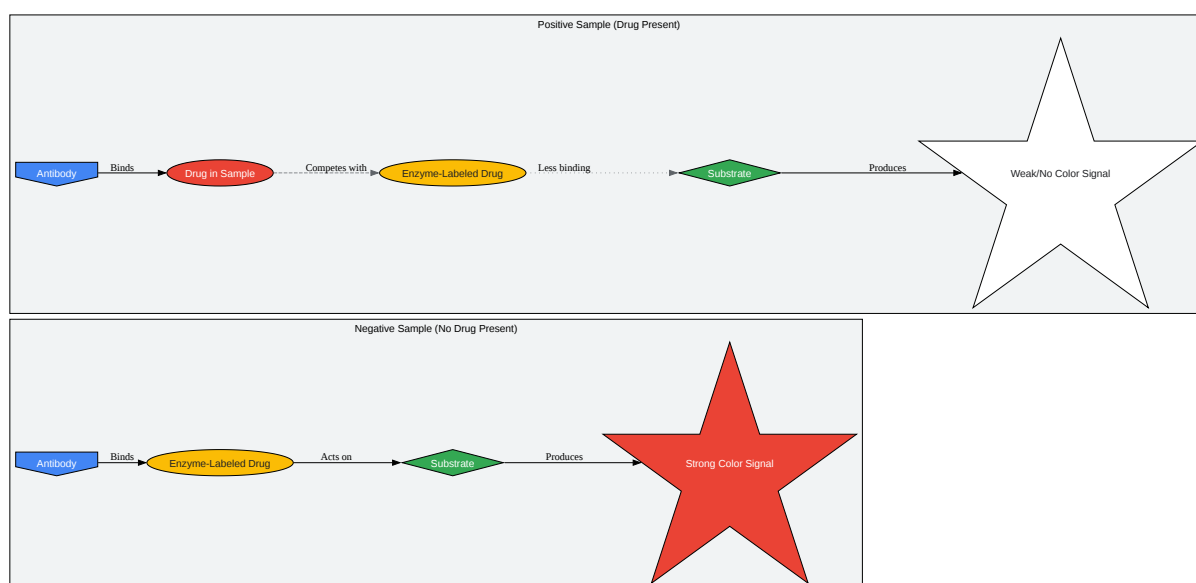 Positive Sample (Drug Present)
Antibody
Binds
Drug in Sample
Competes with
Enzyme-Labeled Drug
Less binding
Substrate
Produces
Weak/No Color Signal
Negative Sample (No Drug Present)
Antibody
Binds
Enzyme-Labeled Drug
Acts on
Substrate
Produces
Strong Color Signal